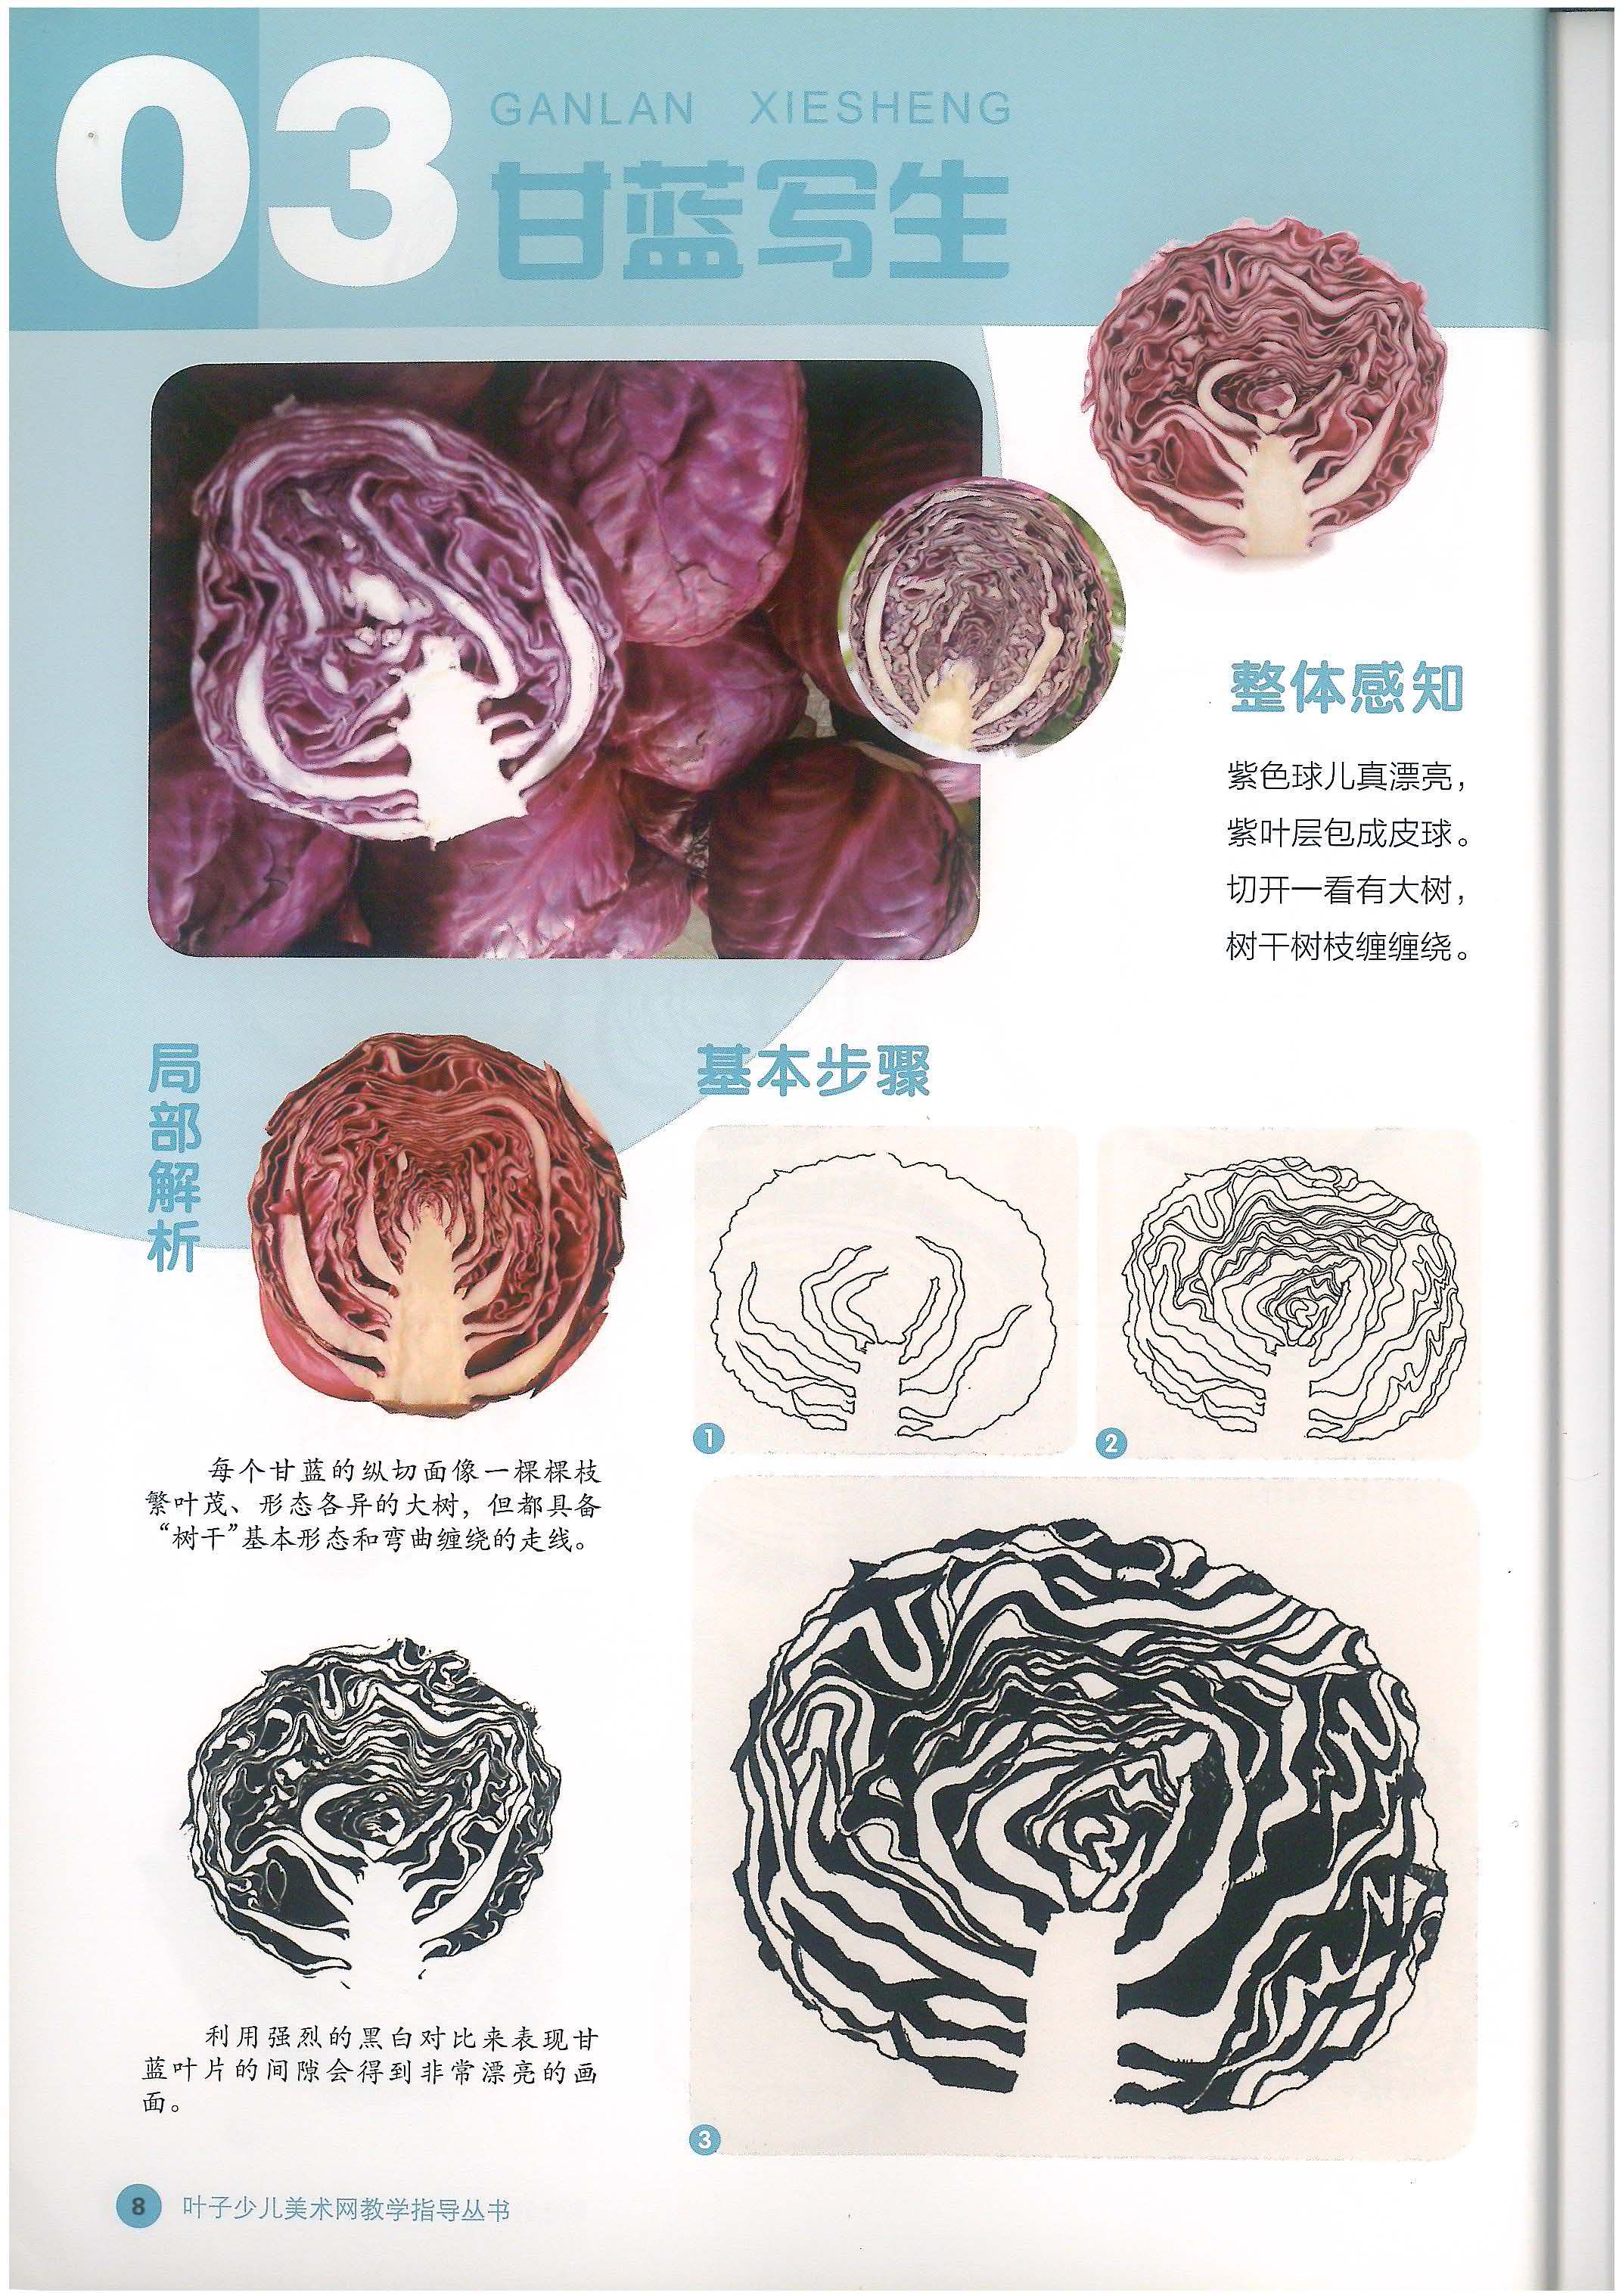 03
GANLAN XIESHENG
甘蓝写生
整体感知
紫色球儿真漂亮，
紫叶层包成皮球。
切开一看有大树，
树干树枝缠缠绕。
局部解析
每个甘蓝的纵切面像一棵棵枝
繁叶茂、形态各异的大树，但都具备
“树干”基本形态和弯曲缠绕的走线。
利用强烈的黑白对比来表现甘
蓝叶片的间隙会得到非常漂亮的画
面。
基本步骤
1
2
3
8 叶子少儿美术网教学指导丛书